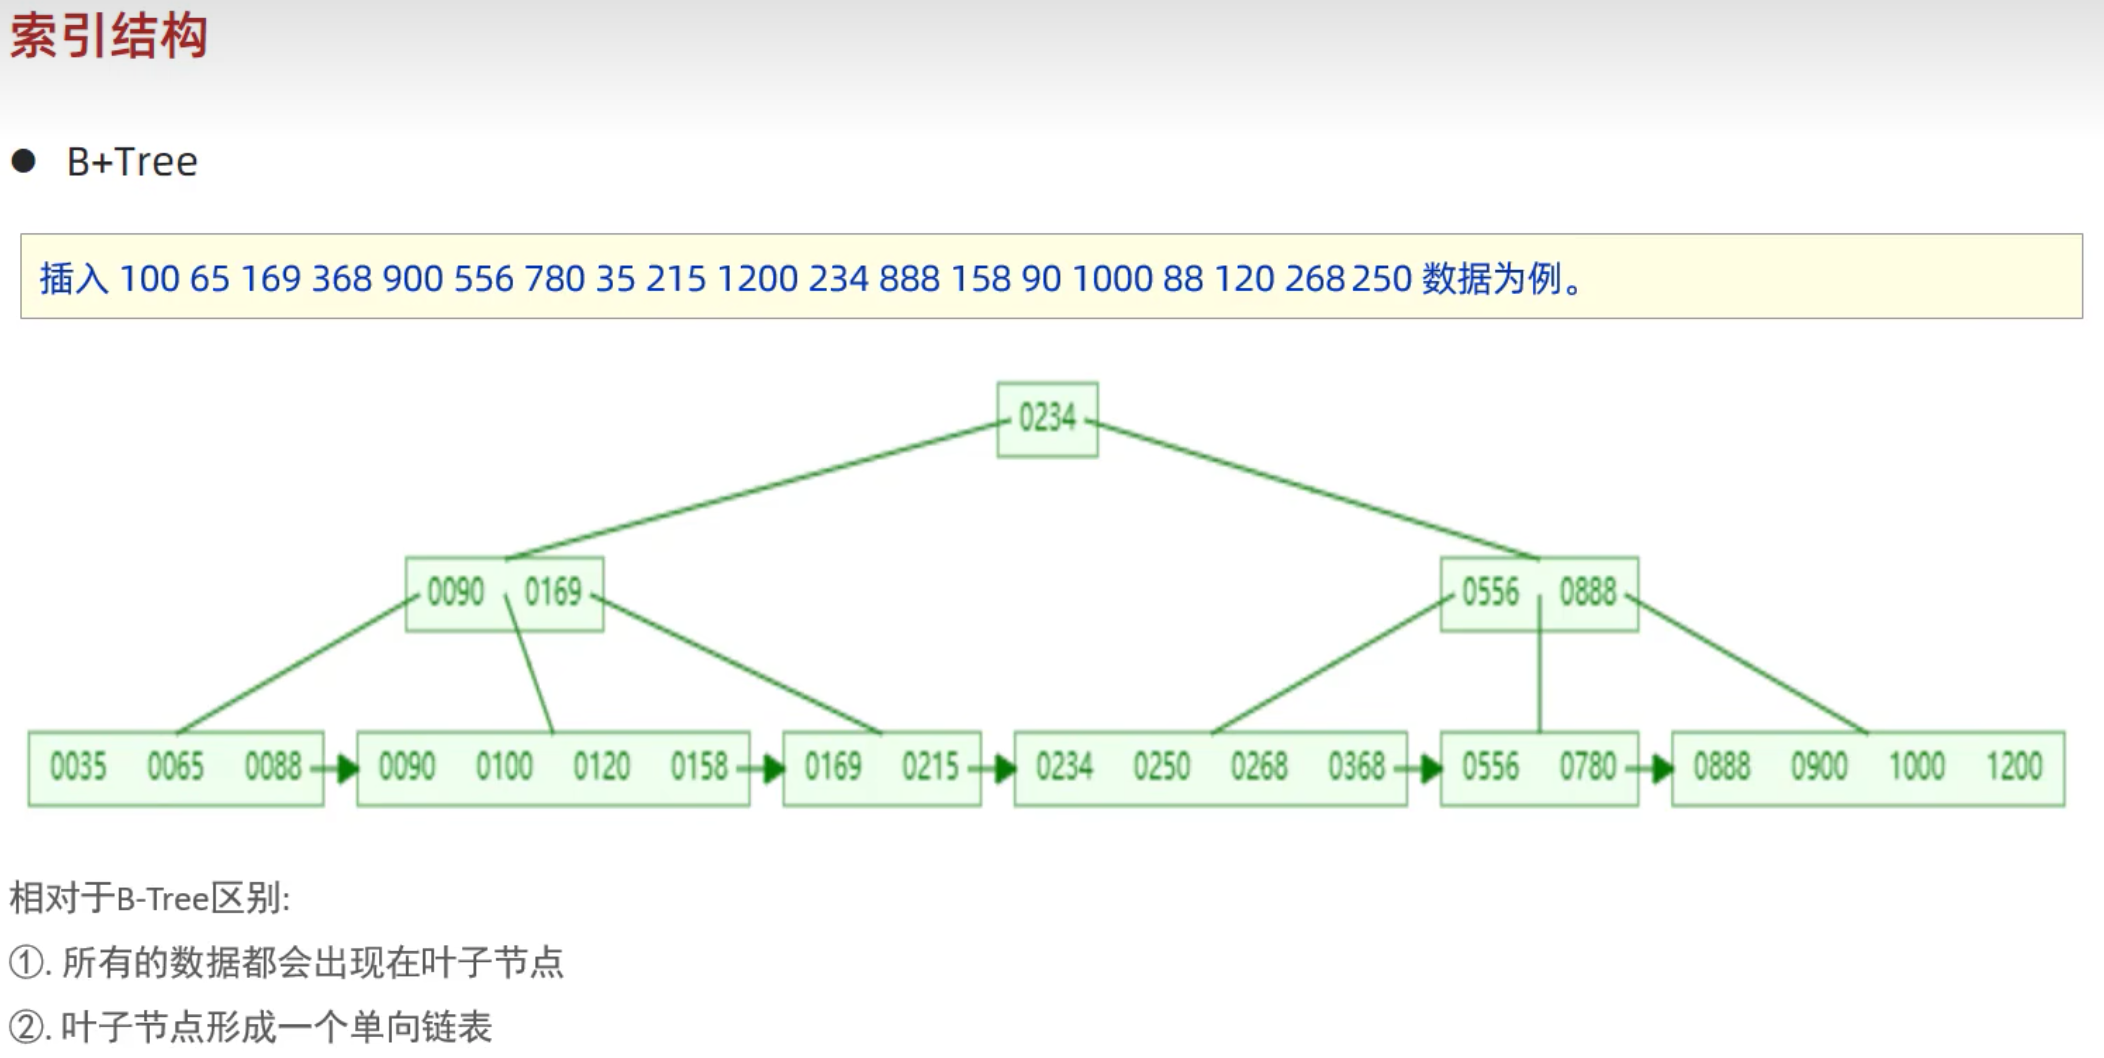 索引结构
● B+Tree
插入 100 65 169 368 900 556 780 35 215 1200 234 888 158 90 1000 88 120 268 250 数据为例。
0234
0090 0169 0556 0888
0035 0065 0088 0090 0100 0120 0158 0169 0215 0234 0250 0268 0368 0556 0780 0888 0900 1000 1200
相对于B-Tree区别:
①. 所有的数据都会出现在叶子节点
②. 叶子节点形成一个单向链表